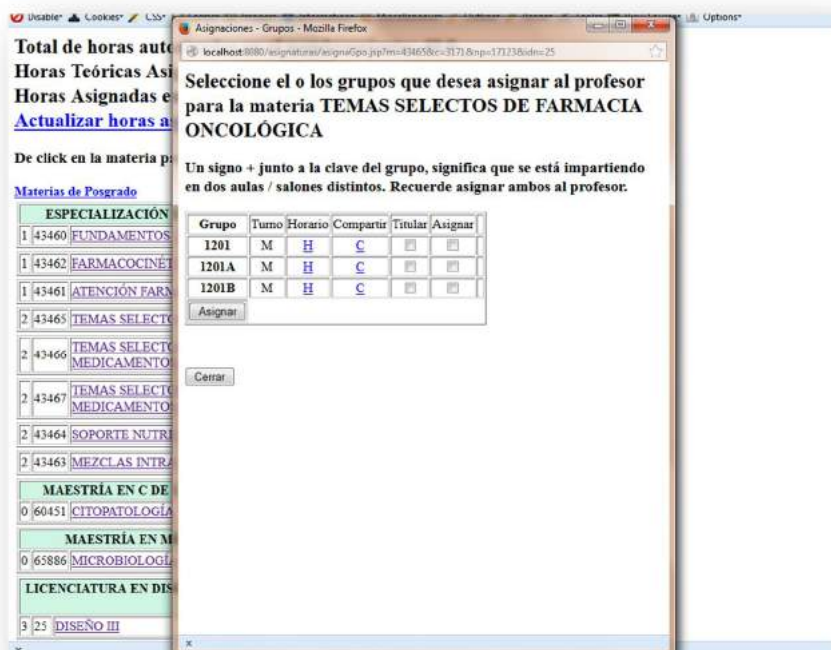 Disable▾ Cookies▾ CSS▾
Options▾
Total de horas auto
Horas Teóricas Asi
Horas Asignadas e
Actualizar horas a
De click en la materia p
Materias de Posgrado
ESPECIALIZACIÓN
1 43460 FUNDAMENTOS
1 43462 FARMACOCINÉT
1 43461 ATENCIÓN FARM
2 43465 TEMAS SELECTO
2 43466 TEMAS SELECTO
MEDICAMENTO
2 43467 TEMAS SELECTO
MEDICAMENTO
2 43464 SOPORTE NUTRI
2 43463 MEZCLAS INTRA
MAESTRÍA EN C DE
0 60451 CITOPATOLOGÍA
MAESTRÍA EN M
0 65886 MICROBIOLOGÍ
LICENCIATURA EN DIS
3 25 DISEÑO III
Asignaciones - Grupos - Mozilla Firefox
localhost:8080/asignaturas/asignaGpo.jsp?m=43465&c=3171&np=17123&idn=25
Seleccione el o los grupos que desea asignar al profesor
para la materia TEMAS SELECTOS DE FARMACIA
ONCOLÓGICA
Un signo + junto a la clave del grupo, significa que se está impartiendo
en dos aulas / salones distintos. Recuerde asignar ambos al profesor.
Grupo Turno Horario Compartir Titular Asignar
1201 M H C
1201A M H C
1201B M H C
Asignar
Cerrar
x